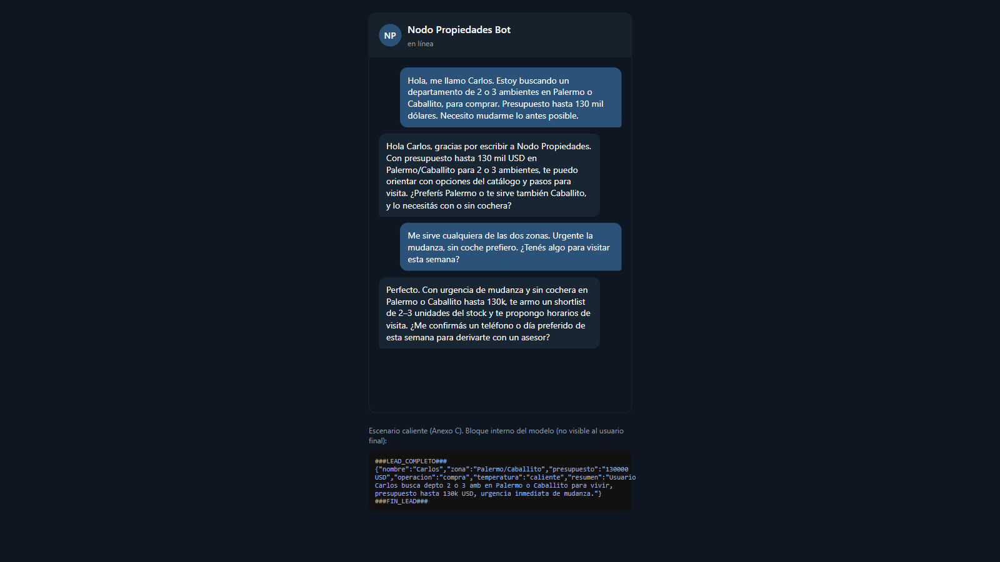 NP
Nodo Propiedades Bot
en línea
Hola, me llamo Carlos. Estoy buscando un
departamento de 2 o 3 ambientes en Palermo o
Caballito, para comprar. Presupuesto hasta 130 mil
dólares. Necesito mudarme lo antes posible.
Hola Carlos, gracias por escribir a Nodo Propiedades.
Con presupuesto hasta 130 mil USD en
Palermo/Caballito para 2 o 3 ambientes, te puedo
orientar con opciones del catálogo y pasos para
visita. ¿Preferís Palermo o te sirve también Caballito,
y lo necesitás con o sin cochera?
Me sirve cualquiera de las dos zonas. Urgente la
mudanza, sin coche prefiero. ¿Tenés algo para visitar
esta semana?
Perfecto. Con urgencia de mudanza y sin cochera en
Palermo o Caballito hasta 130k, te armo un shortlist
de 2–3 unidades del stock y te propongo horarios de
visita. ¿Me confirmás un teléfono o día preferido de
esta semana para derivarte con un asesor?
Escenario caliente (Anexo C). Bloque interno del modelo (no visible al usuario
final):
###LEAD_COMPLETO###
{"nombre":"Carlos","zona":"Palermo/Caballito","presupuesto":"130000
USD","operacion":"compra","temperatura":"caliente","resumen":"Usuario
Carlos busca depto 2 o 3 amb en Palermo o Caballito para vivir,
presupuesto hasta 130k USD, urgencia inmediata de mudanza."}
###FIN_LEAD###